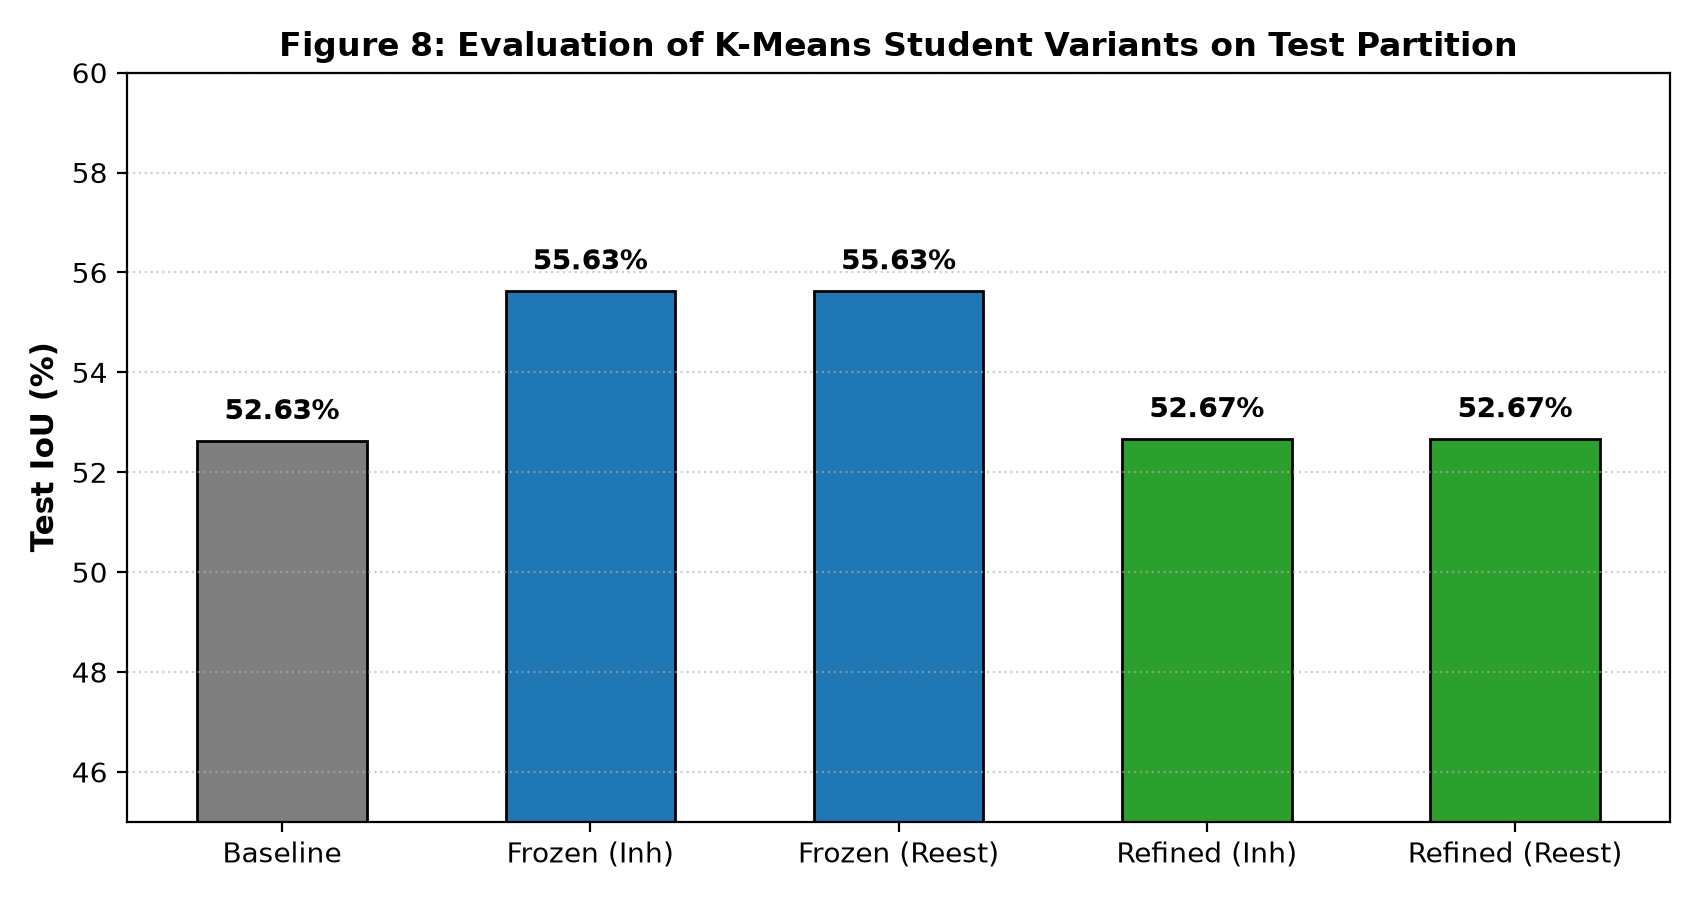 Figure 8: Evaluation of K-Means Student Variants on Test Partition
Test IoU (%)
60
58
56
54
52
50
48
46
52.63%
55.63%
55.63%
52.67%
52.67%
Baseline
Frozen (Inh)
Frozen (Reest)
Refined (Inh)
Refined (Reest)